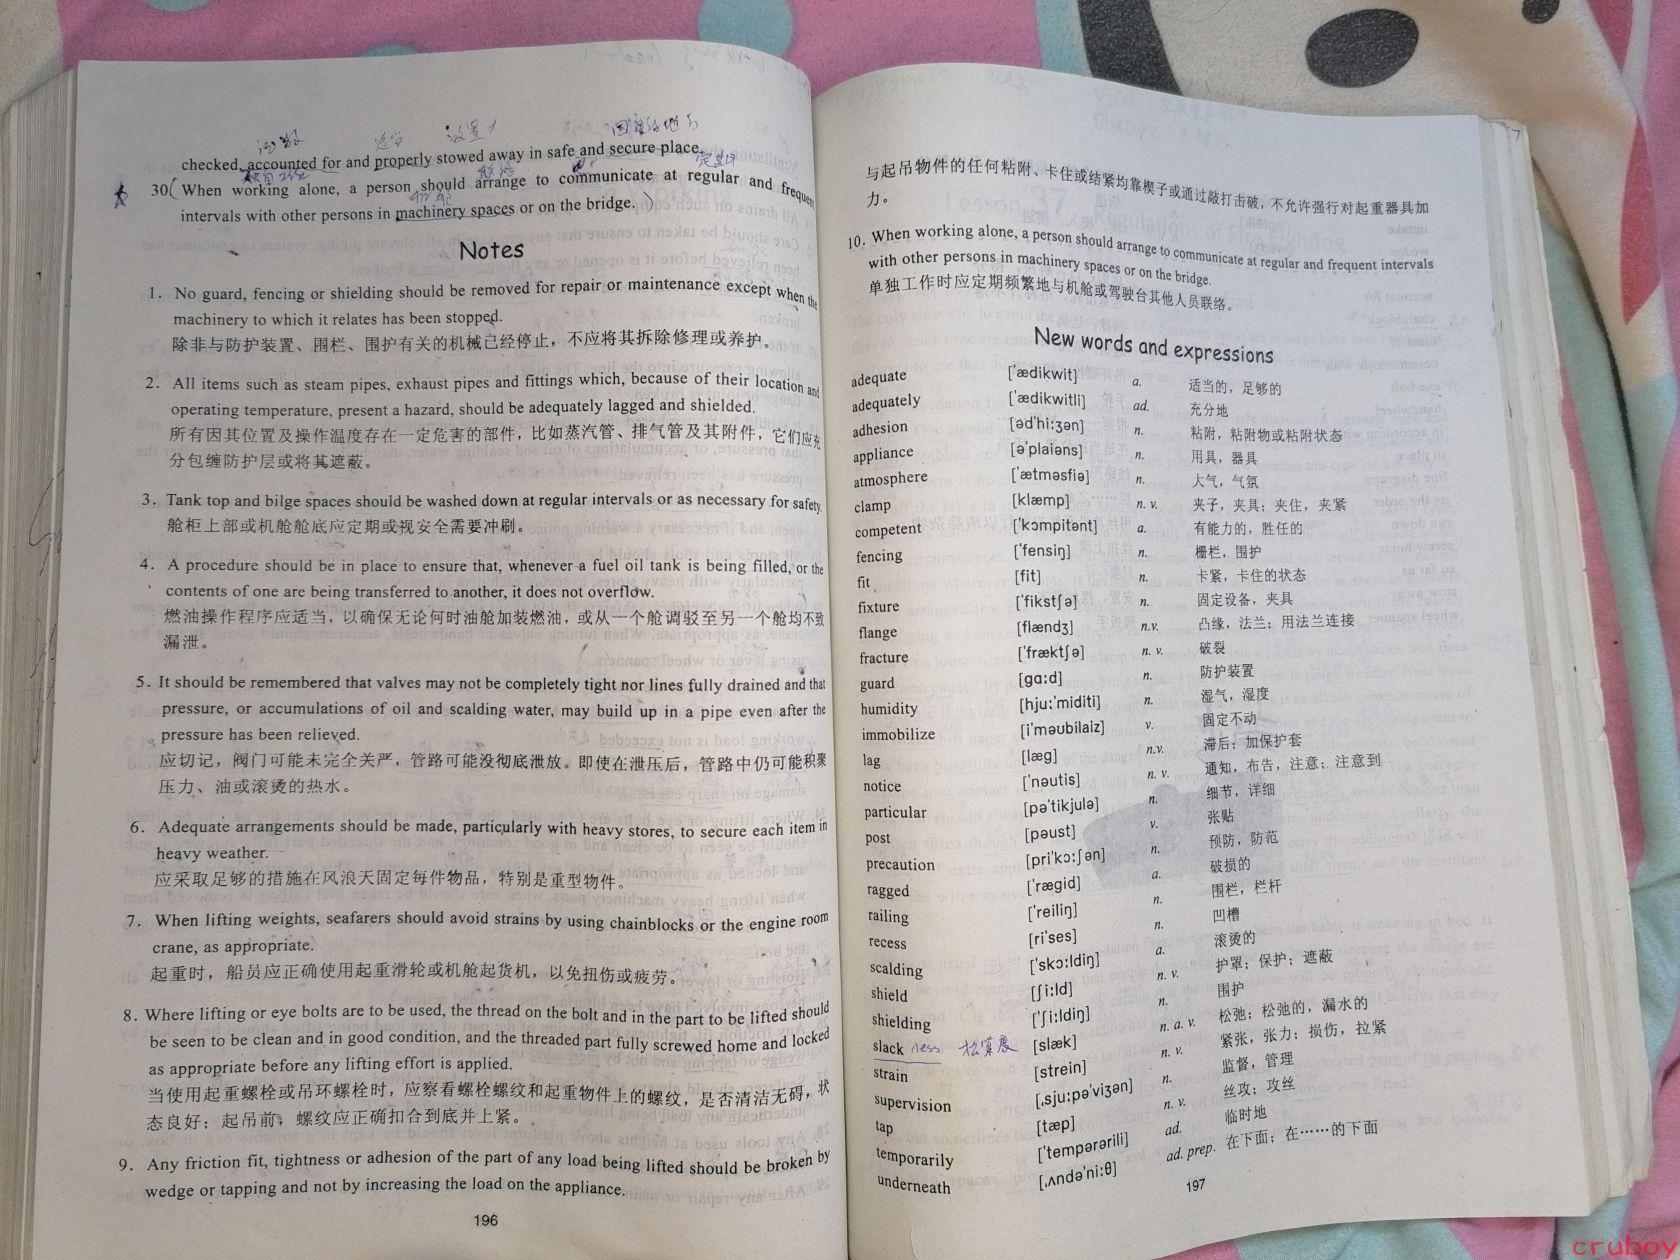 checked, accounted for and properly stowed away in safe and secure place.
30 ( When working alone, a person should arrange to communicate at regular and frequent
intervals with other persons in machinery spaces or on the bridge. )
Notes
1. No guard, fencing or shielding should be removed for repair or maintenance except when the
machinery to which it relates has been stopped.
除非与防护装置、围栏、围护有关的机械已经停止，不应将其拆除修理或养护。
2. All items such as steam pipes, exhaust pipes and fittings which, because of their location and
operating temperature, present a hazard, should be adequately lagged and shielded.
所有因其位置及操作温度存在一定危害的部件，比如蒸汽管、排气管及其附件，它们应充
分包缠防护层或将其遮蔽。
3. Tank top and bilge spaces should be washed down at regular intervals or as necessary for safety.
舱柜上部或机舱舱底应定期或视安全需要冲刷。
4. A procedure should be in place to ensure that, whenever a fuel oil tank is being filled, or the
contents of one are being transferred to another, it does not overflow.
燃油操作程序应适当，以确保无论何时油舱加装燃油，或从一个舱调驳至另一个舱均不致
漏泄。
5. It should be remembered that valves may not be completely tight nor lines fully drained and that
pressure, or accumulations of oil and scalding water, may build up in a pipe even after the
pressure has been relieved.
应切记，阀门可能未完全关严，管路可能没彻底泄放。即使在泄压后，管路中仍可能积聚
压力、油或滚烫的热水。
6. Adequate arrangements should be made, particularly with heavy stores, to secure each item in
heavy weather.
应采取足够的措施在风浪天固定每件物品，特别是重型物件。
7. When lifting weights, seafarers should avoid strains by using chainblocks or the engine room
crane, as appropriate.
起重时，船员应正确使用起重滑轮或机舱起货机，以免扭伤或疲劳。
8. Where lifting or eye bolts are to be used, the thread on the bolt and in the part to be lifted should
be seen to be clean and in good condition, and the threaded part fully screwed home and locked
as appropriate before any lifting effort is applied.
当使用起重螺栓或吊环螺栓时，应察看螺栓螺纹和起重物件上的螺纹，是否清洁无碍，状
态良好；起吊前，螺纹应正确扣合到底并上紧。
9. Any friction fit, tightness or adhesion of the part of any load being lifted should be broken by
wedge or tapping and not by increasing the load on the appliance.
196
与起吊物件的任何粘附、卡住或结紧均靠楔子或通过敲打击破，不允许强行对起重器具加
力。
10. When working alone, a person should arrange to communicate at regular and frequent intervals
with other persons in machinery spaces or on the bridge.
单独工作时应定期频繁地与机舱或驾驶台其他人员联络。
New words and expressions
adequate ['ædikwit] a. 适当的，足够的
adequately ['ædikwitli] ad. 充分地
adhesion [əd'hi:ʒən] n. 粘附，粘附物或粘附状态
appliance [ə'plaiəns] n. 用具，器具
atmosphere ['ætməsfiə] n. 大气，气氛
clamp [klæmp] n. v. 夹子，夹具；夹住，夹紧
competent ['kɔmpitənt] a. 有能力的，胜任的
fencing ['fensiŋ] n. 栅栏，围护
fit [fit] n. 卡紧，卡住的状态
fixture ['fikstʃə] n. 固定设备，夹具
flange [flændʒ] n.v. 凸缘，法兰；用法兰连接
fracture ['fræktʃə] n. v. 破裂
guard [gɑ:d] n. 防护装置
humidity [hju:'miditi] n. 湿气，湿度
immobilize [i'məubilaiz] v. 固定不动
lag [læg] n.v. 滞后；加保护套
notice ['nəutis] n. v. 通知，布告，注意；注意到
particular [pə'tikjulə] n. 细节，详细
post [pəust] v. 张贴
precaution [pri'kɔ:ʃən] n. 预防，防范
ragged ['rægid] a. 破损的
railing ['reiliŋ] n. 围栏，栏杆
recess [ri'ses] n. 凹槽
scalding ['skɔ:ldiŋ] a. 滚烫的
shield [ʃi:ld] n. v. 护罩；保护；遮蔽
shielding ['ʃi:ldiŋ] n. 围护
slack ness 松紧度 [slæk] n. a. v. 松弛；松弛的，漏水的
strain [strein] n. v. 紧张，张力；损伤，拉紧
supervision [,sju:pə'viʒən] n. 监督，管理
tap [tæp] n. v. 丝攻；攻丝
temporarily ['tempərərili] ad. 临时地
underneath [,ʌndə'ni:θ] ad. prep. 在下面；在……的下面
197
cruboy